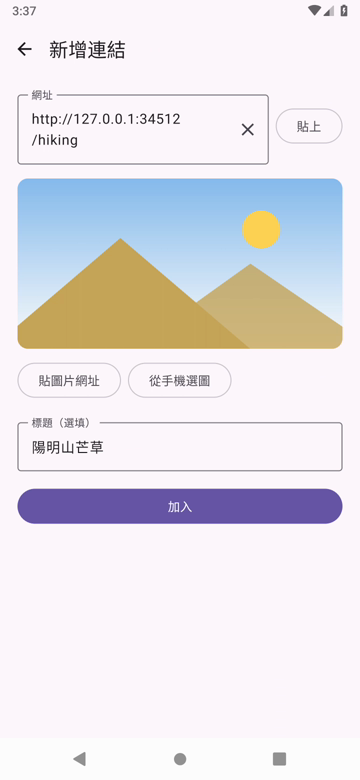 3:37
新增連結
網址
http://127.0.0.1:34512
/hiking
貼上
貼圖片網址
從手機選圖
標題（選填）
陽明山芒草
加入